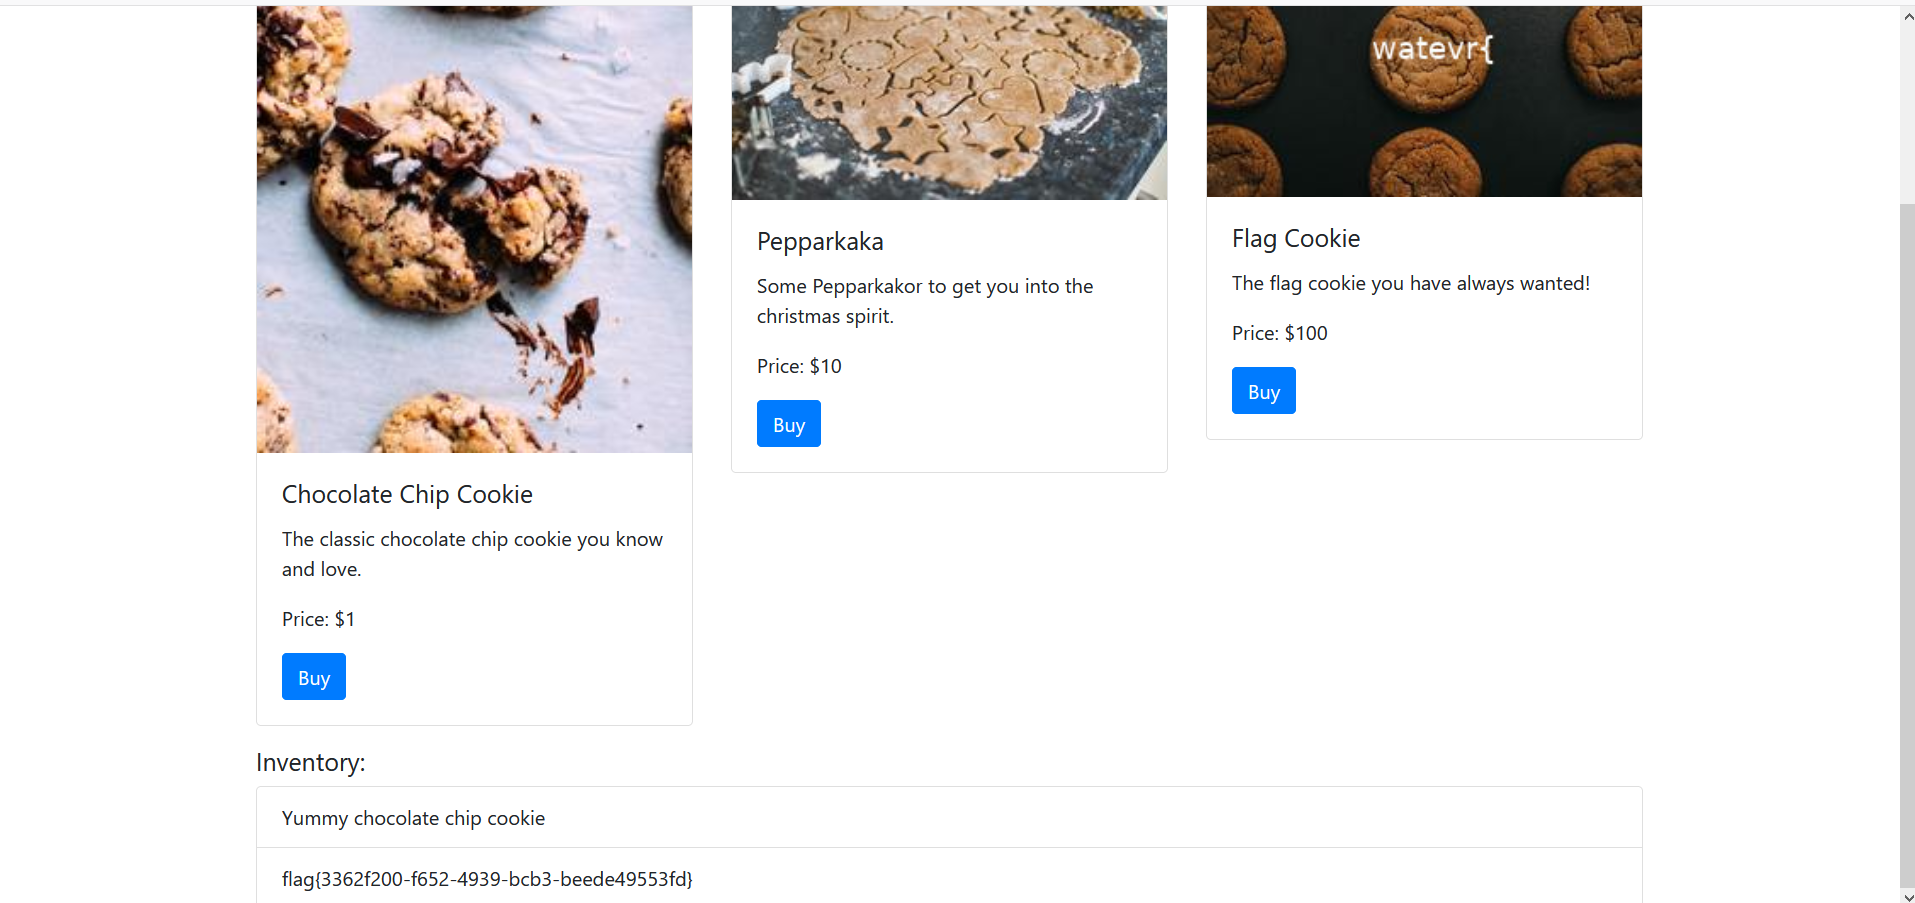 watevr{
Chocolate Chip Cookie
The classic chocolate chip cookie you know
and love.
Price: $1
Buy
Pepparkaka
Some Pepparkakor to get you into the
christmas spirit.
Price: $10
Buy
Flag Cookie
The flag cookie you have always wanted!
Price: $100
Buy
Inventory:
Yummy chocolate chip cookie
flag{3362f200-f652-4939-bcb3-beede49553fd}